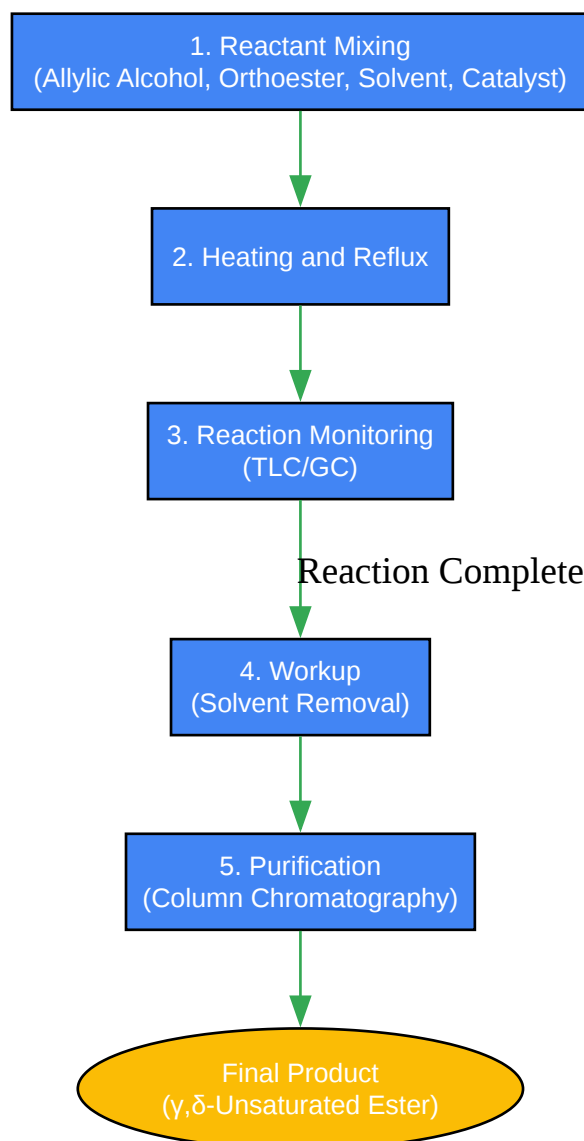 1. Reactant Mixing
(Allylic Alcohol, Orthoester, Solvent, Catalyst)
2. Heating and Reflux
3. Reaction Monitoring
(TLC/GC)
Reaction Complete
4. Workup
(Solvent Removal)
5. Purification
(Column Chromatography)
Final Product
(γ,δ-Unsaturated Ester)